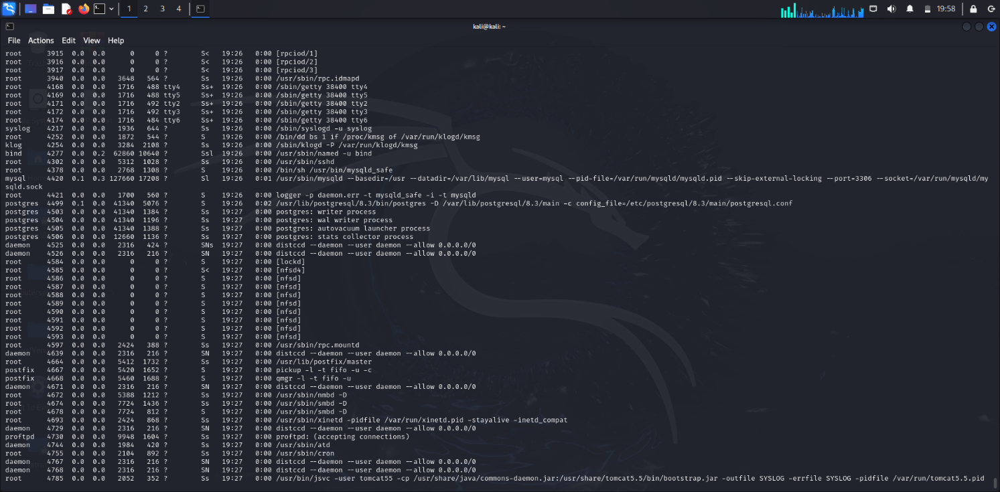 1 2 3 4 19:58
kali@kali: ~
File Actions Edit View Help
root 3915 0.0 0.0 0 0 ? S< 19:26 0:00 [rpciod/1]
root 3916 0.0 0.0 0 0 ? S< 19:26 0:00 [rpciod/2]
root 3917 0.0 0.0 0 0 ? S< 19:26 0:00 [rpciod/3]
root 3940 0.0 0.0 3648 564 ? Ss 19:26 0:00 /usr/sbin/rpc.idmapd
root 4168 0.0 0.0 1716 488 tty4 Ss+ 19:26 0:00 /sbin/getty 38400 tty4
root 4169 0.0 0.0 1716 488 tty5 Ss+ 19:26 0:00 /sbin/getty 38400 tty5
root 4171 0.0 0.0 1716 492 tty2 Ss+ 19:26 0:00 /sbin/getty 38400 tty2
root 4172 0.0 0.0 1716 492 tty3 Ss+ 19:26 0:00 /sbin/getty 38400 tty3
root 4174 0.0 0.0 1716 484 tty6 Ss+ 19:26 0:00 /sbin/getty 38400 tty6
syslog 4217 0.0 0.0 1936 644 ? Ss 19:26 0:00 /sbin/syslogd -u syslog
root 4252 0.0 0.0 1872 544 ? S 19:26 0:00 /bin/dd bs 1 if /proc/kmsg of /var/run/klogd/kmsg
klog 4254 0.0 0.0 3284 2108 ? Ss 19:26 0:00 /sbin/klogd -P /var/run/klogd/kmsg
bind 4277 0.0 0.2 62860 10640 ? Ssl 19:26 0:00 /usr/sbin/named -u bind
root 4302 0.0 0.0 5312 1028 ? Ss 19:26 0:00 /usr/sbin/sshd
root 4378 0.0 0.0 2768 1308 ? S 19:26 0:00 /bin/sh /usr/bin/mysqld_safe
mysql 4420 0.1 0.3 127660 17208 ? Sl 19:26 0:01 /usr/sbin/mysqld --basedir=/usr --datadir=/var/lib/mysql --user=mysql --pid-file=/var/run/mysqld/mysqld.pid --skip-external-locking --port=3306 --socket=/var/run/mysqld/my
sqld.sock
root 4421 0.0 0.0 1700 560 ? S 19:26 0:00 logger -p daemon.err -t mysqld_safe -i -t mysqld
postgres 4499 0.1 0.0 41340 5076 ? S 19:26 0:02 /usr/lib/postgresql/8.3/bin/postgres -D /var/lib/postgresql/8.3/main -c config_file=/etc/postgresql/8.3/main/postgresql.conf
postgres 4503 0.0 0.0 41340 1384 ? Ss 19:27 0:00 postgres: writer process
postgres 4504 0.0 0.0 41340 1196 ? Ss 19:27 0:00 postgres: wal writer process
postgres 4505 0.0 0.0 41340 1388 ? Ss 19:27 0:00 postgres: autovacuum launcher process
postgres 4506 0.0 0.0 12660 1136 ? Ss 19:27 0:00 postgres: stats collector process
daemon 4525 0.0 0.0 2316 424 ? SNs 19:27 0:00 distccd --daemon --user daemon --allow 0.0.0.0/0
daemon 4526 0.0 0.0 2316 216 ? SN 19:27 0:00 distccd --daemon --user daemon --allow 0.0.0.0/0
root 4584 0.0 0.0 0 0 ? S 19:27 0:00 [lockd]
root 4585 0.0 0.0 0 0 ? S< 19:27 0:00 [nfsd4]
root 4586 0.0 0.0 0 0 ? S 19:27 0:00 [nfsd]
root 4587 0.0 0.0 0 0 ? S 19:27 0:00 [nfsd]
root 4588 0.0 0.0 0 0 ? S 19:27 0:00 [nfsd]
root 4589 0.0 0.0 0 0 ? S 19:27 0:00 [nfsd]
root 4590 0.0 0.0 0 0 ? S 19:27 0:00 [nfsd]
root 4591 0.0 0.0 0 0 ? S 19:27 0:00 [nfsd]
root 4592 0.0 0.0 0 0 ? S 19:27 0:00 [nfsd]
root 4593 0.0 0.0 0 0 ? S 19:27 0:00 [nfsd]
root 4597 0.0 0.0 2424 388 ? Ss 19:27 0:00 /usr/sbin/rpc.mountd
daemon 4639 0.0 0.0 2316 216 ? SN 19:27 0:00 distccd --daemon --user daemon --allow 0.0.0.0/0
root 4664 0.0 0.0 5412 1732 ? Ss 19:27 0:00 /usr/lib/postfix/master
postfix 4667 0.0 0.0 5420 1652 ? S 19:27 0:00 pickup -l -t fifo -u -c
postfix 4668 0.0 0.0 5460 1688 ? S 19:27 0:00 qmgr -l -t fifo -u
daemon 4671 0.0 0.0 2316 216 ? SN 19:27 0:00 distccd --daemon --user daemon --allow 0.0.0.0/0
root 4672 0.0 0.0 5388 1212 ? Ss 19:27 0:00 /usr/sbin/nmbd -D
root 4674 0.0 0.0 7724 1436 ? Ss 19:27 0:00 /usr/sbin/smbd -D
root 4678 0.0 0.0 7724 812 ? S 19:27 0:00 /usr/sbin/smbd -D
root 4693 0.0 0.0 2424 868 ? Ss 19:27 0:00 /usr/sbin/xinetd -pidfile /var/run/xinetd.pid -stayalive -inetd_compat
daemon 4729 0.0 0.0 2316 216 ? SN 19:27 0:00 distccd --daemon --user daemon --allow 0.0.0.0/0
proftpd 4730 0.0 0.0 9948 1604 ? Ss 19:27 0:00 proftpd: (accepting connections)
daemon 4744 0.0 0.0 1984 420 ? Ss 19:27 0:00 /usr/sbin/atd
root 4755 0.0 0.0 2104 892 ? Ss 19:27 0:00 /usr/sbin/cron
daemon 4767 0.0 0.0 2316 216 ? SN 19:27 0:00 distccd --daemon --user daemon --allow 0.0.0.0/0
daemon 4768 0.0 0.0 2316 216 ? SN 19:27 0:00 distccd --daemon --user daemon --allow 0.0.0.0/0
root 4785 0.0 0.0 2052 352 ? Ss 19:27 0:00 /usr/bin/jsvc -user tomcat55 -cp /usr/share/java/commons-daemon.jar:/usr/share/tomcat5.5/bin/bootstrap.jar -outfile SYSLOG -errfile SYSLOG -pidfile /var/run/tomcat5.5.pid